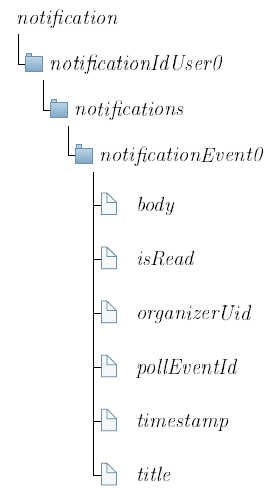 notification
notificationIdUser0
notifications
notificationEvent0
body
isRead
organizerUid
pollEventId
timestamp
title